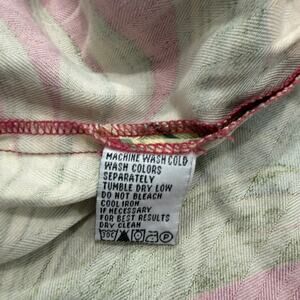 MACHINE WASH COLD
WASH COLORS
SEPARATELY
TUMBLE DRY LOW
DO NOT BLEACH
COOL IRON
IF NECESSARY
FOR BEST RESULTS
DRY CLEAN
30C P